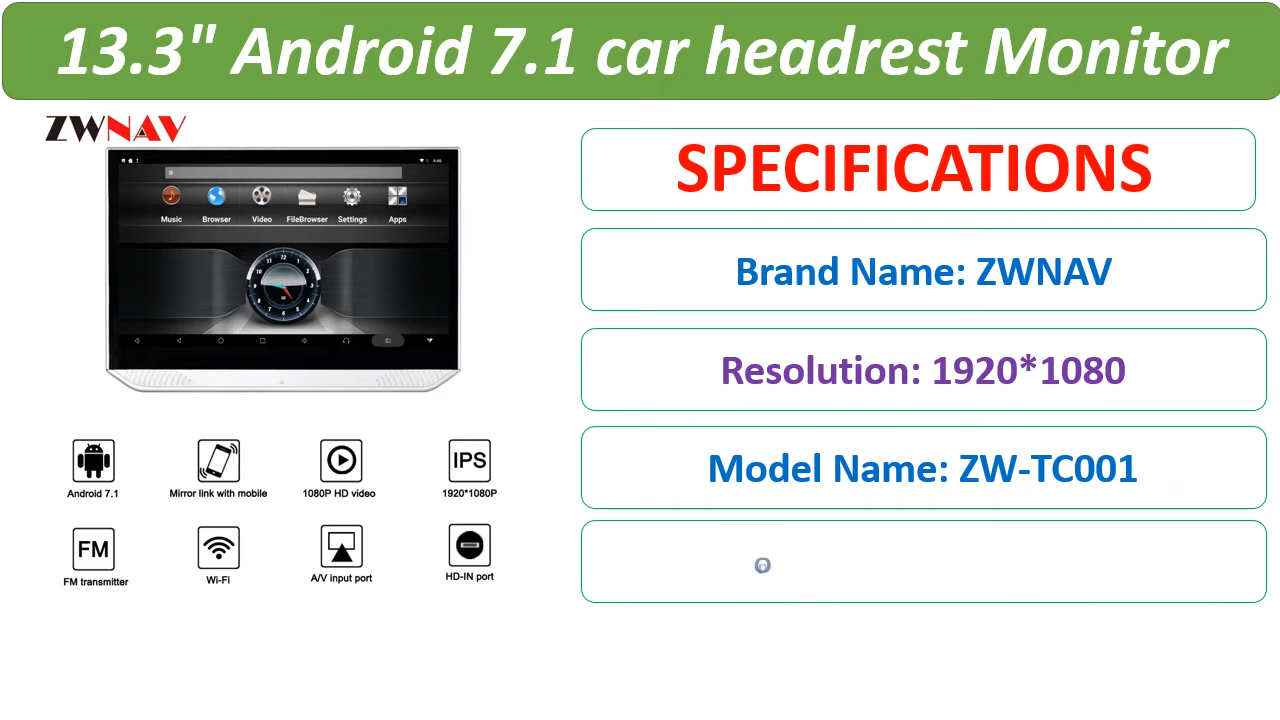 13.3" Android 7.1 car headrest Monitor
ZWNAV
4:46
Music Browser Video FileBrowser Settings Apps
SPECIFICATIONS
Brand Name: ZWNAV
Resolution: 1920*1080
Model Name: ZW-TC001
Android 7.1
Mirror link with mobile
1080P HD video
IPS
1920*1080P
FM
FM transmitter
Wi-Fi
A/V input port
HD-IN port